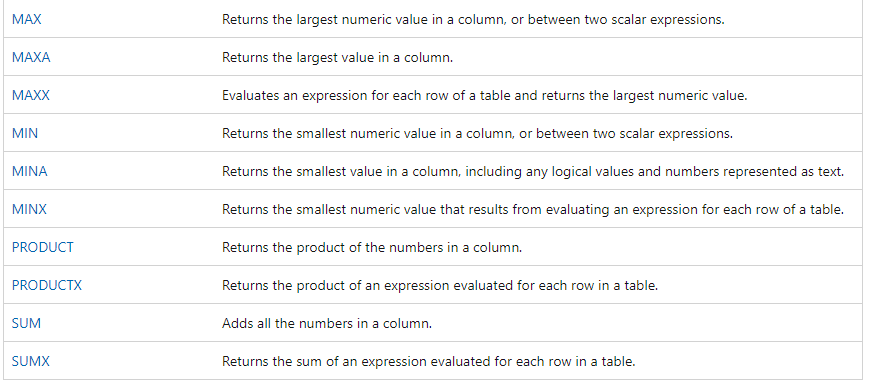 MAX Returns the largest numeric value in a column, or between two scalar expressions.
MAXA Returns the largest value in a column.
MAXX Evaluates an expression for each row of a table and returns the largest numeric value.
MIN Returns the smallest numeric value in a column, or between two scalar expressions.
MINA Returns the smallest value in a column, including any logical values and numbers represented as text.
MINX Returns the smallest numeric value that results from evaluating an expression for each row of a table.
PRODUCT Returns the product of the numbers in a column.
PRODUCTX Returns the product of an expression evaluated for each row in a table.
SUM Adds all the numbers in a column.
SUMX Returns the sum of an expression evaluated for each row in a table.